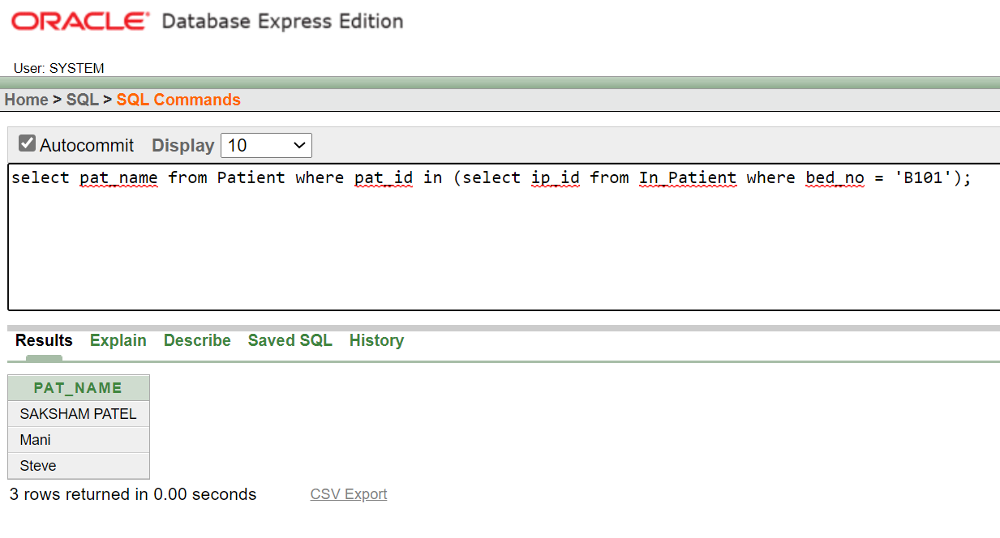 ORACLE® Database Express Edition
User: SYSTEM
Home > SQL > SQL Commands
Autocommit Display 10
select pat_name from Patient where pat_id in (select ip_id from In_Patient where bed_no = 'B101');
Results Explain Describe Saved SQL History
PAT_NAME
SAKSHAM PATEL
Mani
Steve
3 rows returned in 0.00 seconds CSV Export